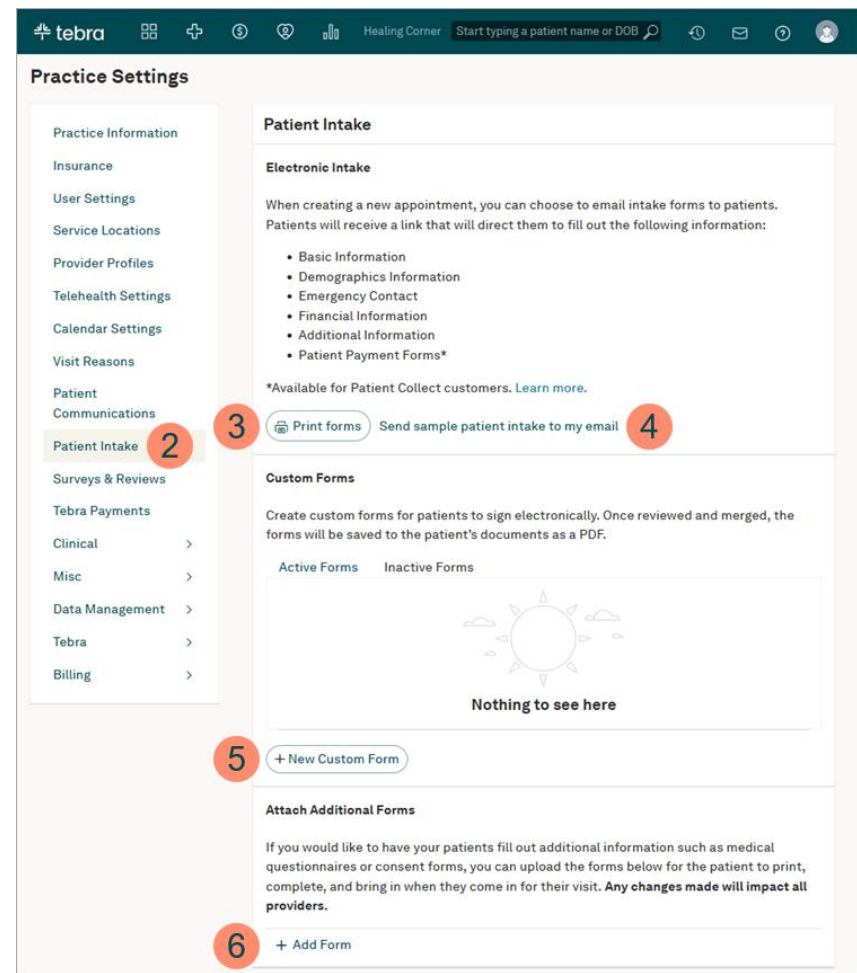 tebra Healing Corner Start typing a patient name or DOB
Practice Settings
Practice Information
Insurance
User Settings
Service Locations
Provider Profiles
Telehealth Settings
Calendar Settings
Visit Reasons
Patient
Communications
Patient Intake 2
Surveys & Reviews
Tebra Payments
Clinical
Misc
Data Management
Tebra
Billing
Patient Intake
Electronic Intake
When creating a new appointment, you can choose to email intake forms to patients.
Patients will receive a link that will direct them to fill out the following information:
• Basic Information
• Demographics Information
• Emergency Contact
• Financial Information
• Additional Information
• Patient Payment Forms*
*Available for Patient Collect customers. Learn more.
3 Print forms Send sample patient intake to my email 4
Custom Forms
Create custom forms for patients to sign electronically. Once reviewed and merged, the
forms will be saved to the patient's documents as a PDF.
Active Forms Inactive Forms
Nothing to see here
5 + New Custom Form
Attach Additional Forms
If you would like to have your patients fill out additional information such as medical
questionnaires or consent forms, you can upload the forms below for the patient to print,
complete, and bring in when they come in for their visit. Any changes made will impact all
providers.
6 + Add Form